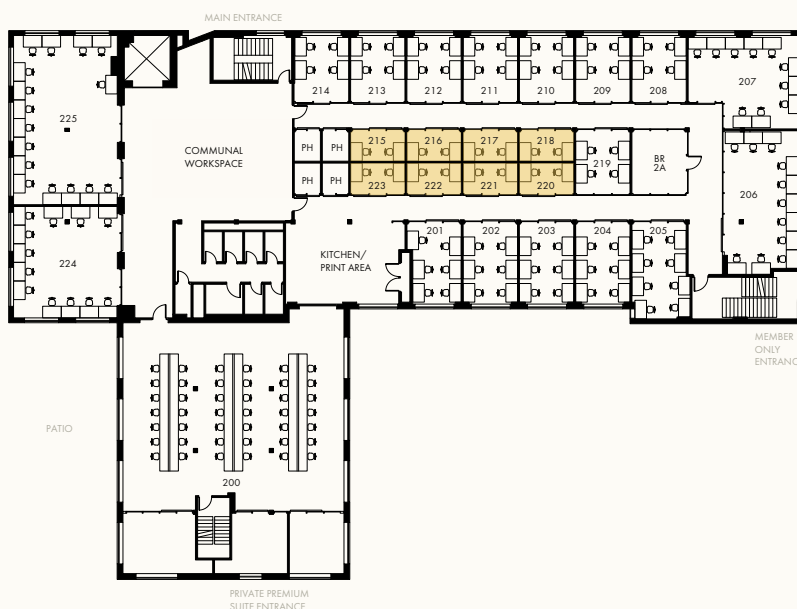 MAIN ENTRANCE
214
213
212
211
210
209
208
207
225
COMMUNAL
WORKSPACE
PH
PH
215
216
217
218
219
BR
2A
PH
PH
223
222
221
220
206
224
KITCHEN/
PRINT AREA
201
202
203
204
205
MEMBER
ONLY
ENTRANC
PATIO
200
PRIVATE PREMIUM
SUITE ENTRANCE